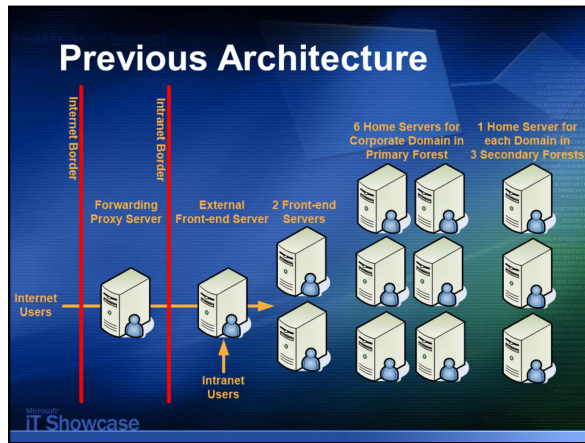 Previous Architecture
Internet Border
Intranet Border
6 Home Servers for
Corporate Domain in
Primary Forest
1 Home Server for
each Domain in
3 Secondary Forests
Forwarding
Proxy Server
External
Front-end Server
2 Front-end
Servers
Internet
Users
Intranet
Users
Microsoft
iT Showcase